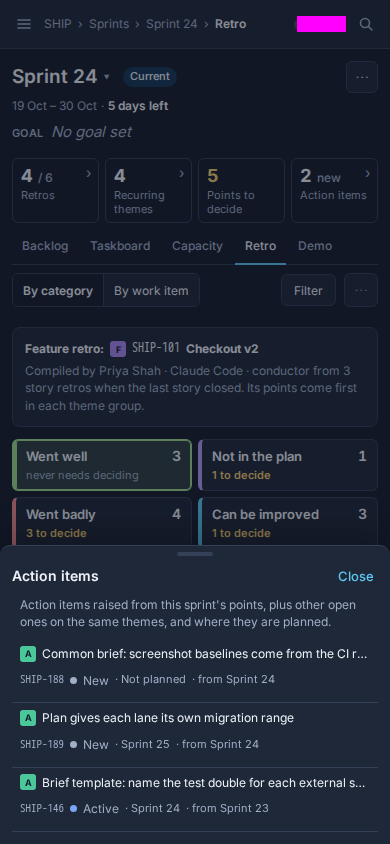 SHIP › Sprints › Sprint 24 › Retro
Sprint 24 ▾ Current ...
19 Oct – 30 Oct · 5 days left
GOAL No goal set
4 / 6 ›
Retros
4 ›
Recurring
themes
5
Points to
decide
2 new ›
Action items
Backlog Taskboard Capacity Retro Demo
By category By work item Filter ...
Feature retro: F SHIP-101 Checkout v2
Compiled by Priya Shah · Claude Code · conductor from 3
story retros when the last story closed. Its points come first
in each theme group.
Went well 3
never needs deciding
Not in the plan 1
1 to decide
Went badly 4
3 to decide
Can be improved 3
1 to decide
Action items Close
Action items raised from this sprint's points, plus other open
ones on the same themes, and where they are planned.
A Common brief: screenshot baselines come from the CI r...
SHIP-188 New · Not planned · from Sprint 24
A Plan gives each lane its own migration range
SHIP-189 New · Sprint 25 · from Sprint 24
A Brief template: name the test double for each external s...
SHIP-146 Active · Sprint 24 · from Sprint 23